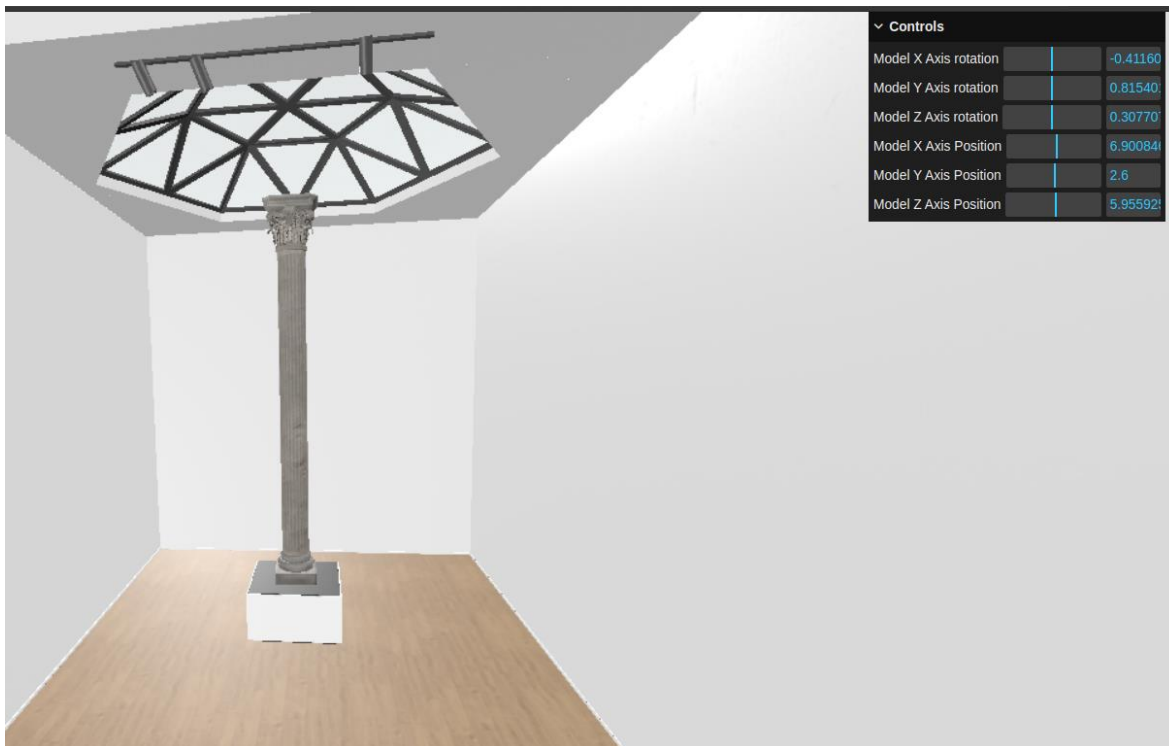 Controls
Model X Axis rotation -0.41160
Model Y Axis rotation 0.81540
Model Z Axis rotation 0.30770
Model X Axis Position 6.90084
Model Y Axis Position 2.6
Model Z Axis Position 5.95592